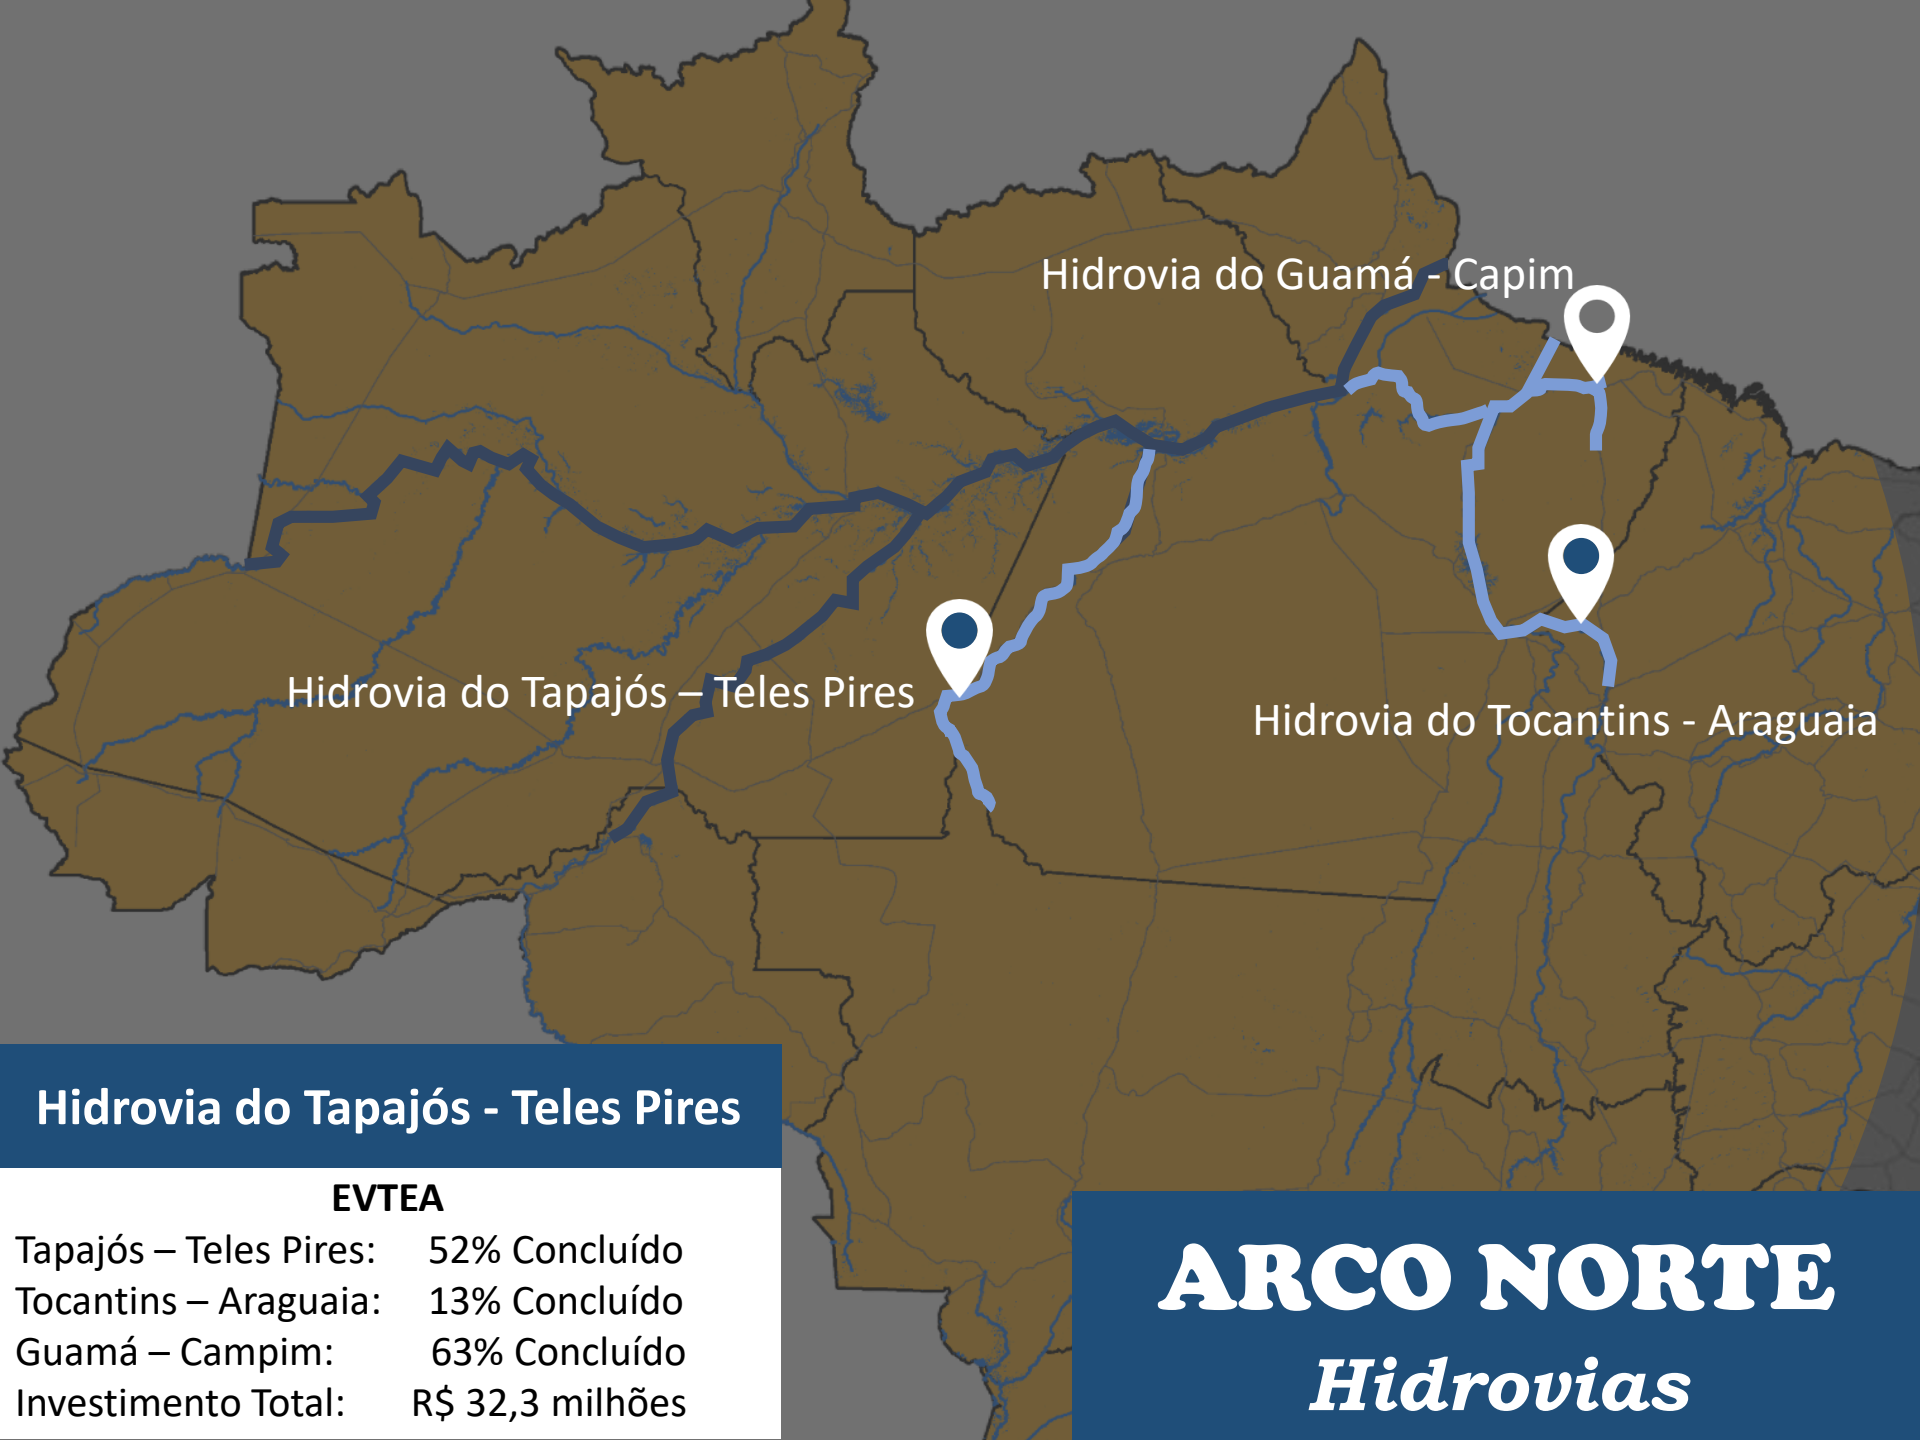 Hidrovia do Guamá - Capim
Hidrovia do Tapajós – Teles Pires
Hidrovia do Tocantins - Araguaia
Hidrovia do Tapajós - Teles Pires
EVTEA
Tapajós – Teles Pires: 52% Concluído
Tocantins – Araguaia: 13% Concluído
Guamá – Campim: 63% Concluído
Investimento Total: R$ 32,3 milhões
ARCO NORTE
Hidrovias